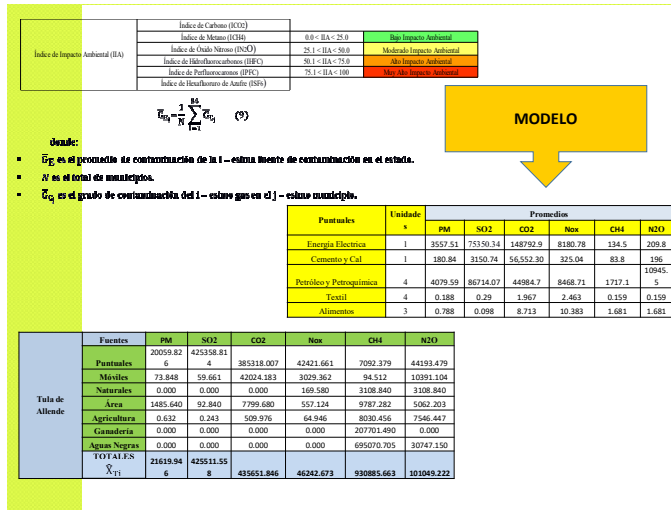 Índice de Impacto Ambiental (IIA)
Índice de Carbono (ICO2)
Índice de Metano (ICH4) 0.0 < IIA < 25.0 Bajo Impacto Ambiental
Índice de Óxido Nitroso (IN2O) 25.1 < IIA < 50.0 Moderado Impacto Ambiental
Índice de Hidrofluorocarbonos (IHFC) 50.1 < IIA < 75.0 Alto Impacto Ambiental
Índice de Perfluorocarbonos (IPFC) 75.1 < IIA < 100 Muy Alto Impacto Ambiental
Índice de Hexafluoruro de Azufre (ISF6)
(9)
donde:
es el promedio de contaminación de la i – esima fuente de contaminación en el estado.
N es el total de municipios.
es el grado de contaminación del i – esimo gas en el j – esimo municipio.
MODELO
Puntuales Unidades Promedios
PM SO2 CO2 Nox CH4 N2O
Energía Electrica 1 3557.51 75350.34 148792.9 8180.78 134.5 209.8
Cemento y Cal 1 180.84 3150.74 56,552.30 325.04 83.8 196
Petróleo y Petroquímica 4 4079.59 86714.07 44984.7 8468.71 1717.1 10945.5
Textil 4 0.188 0.29 1.967 2.463 0.159 0.159
Alimentos 3 0.788 0.098 8.713 10.383 1.681 1.681
Tula de Allende
Fuentes PM SO2 CO2 Nox CH4 N2O
Puntuales 20059.826 425358.814 385318.007 42421.661 7092.379 44193.479
Móviles 73.848 59.661 42024.183 3029.362 94.512 10391.104
Naturales 0.000 0.000 0.000 169.580 3108.840 3108.840
Área 1485.640 92.840 7799.680 557.124 9787.282 5062.203
Agricultura 0.632 0.243 509.976 64.946 8030.456 7546.447
Ganadería 0.000 0.000 0.000 0.000 207701.490 0.000
Aguas Negras 0.000 0.000 0.000 0.000 695070.705 30747.150
TOTALES X̂Ti 21619.946 425511.558 435651.846 46242.673 930885.663 101049.222